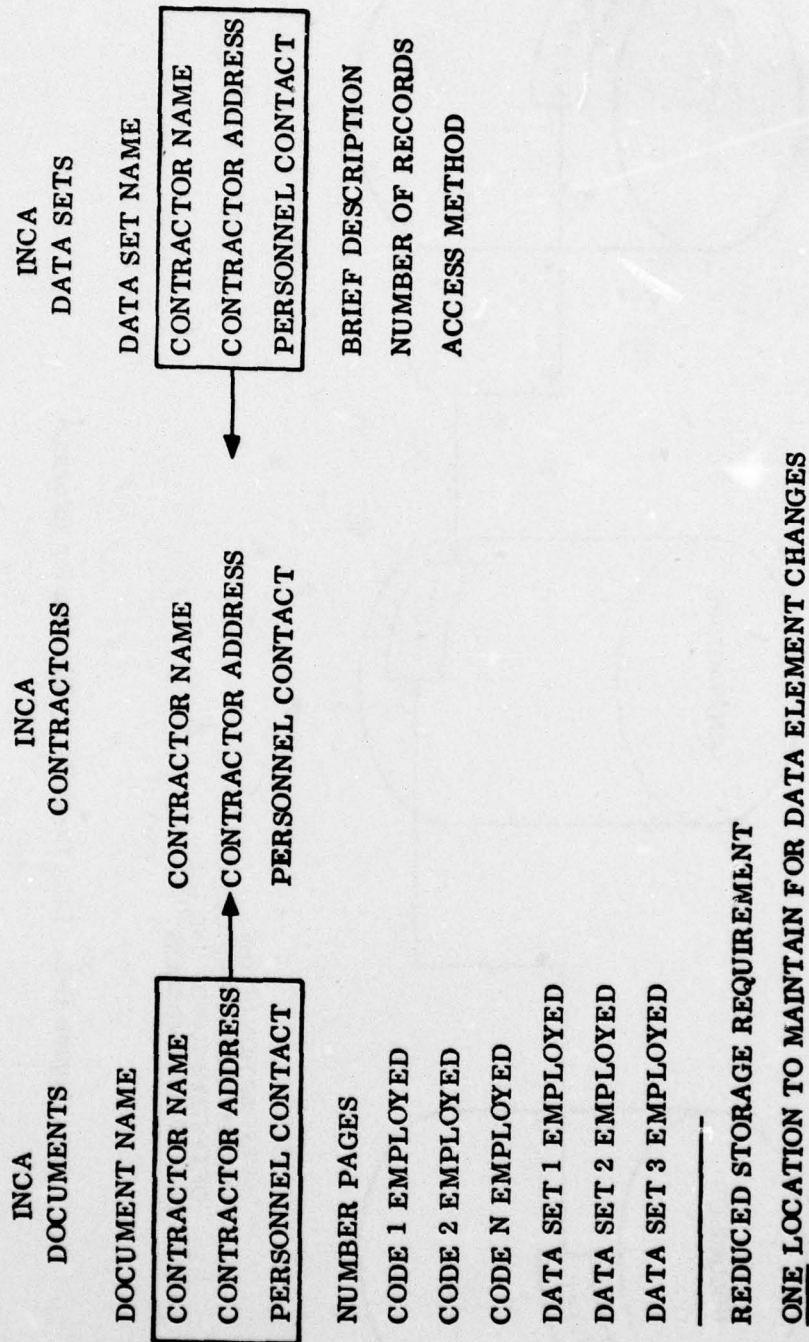 INCA
DOCUMENTS
DOCUMENT NAME
CONTRACTOR NAME
CONTRACTOR ADDRESS
PERSONNEL CONTACT
NUMBER PAGES
CODE 1 EMPLOYED
CODE 2 EMPLOYED
CODE N EMPLOYED
DATA SET 1 EMPLOYED
DATA SET 2 EMPLOYED
DATA SET 3 EMPLOYED
INCA
CONTRACTORS
CONTRACTOR NAME
CONTRACTOR ADDRESS
PERSONNEL CONTACT
INCA
DATA SETS
DATA SET NAME
CONTRACTOR NAME
CONTRACTOR ADDRESS
PERSONNEL CONTACT
BRIEF DESCRIPTION
NUMBER OF RECORDS
ACCESS METHOD
REDUCED STORAGE REQUIREMENT
ONE LOCATION TO MAINTAIN FOR DATA ELEMENT CHANGES